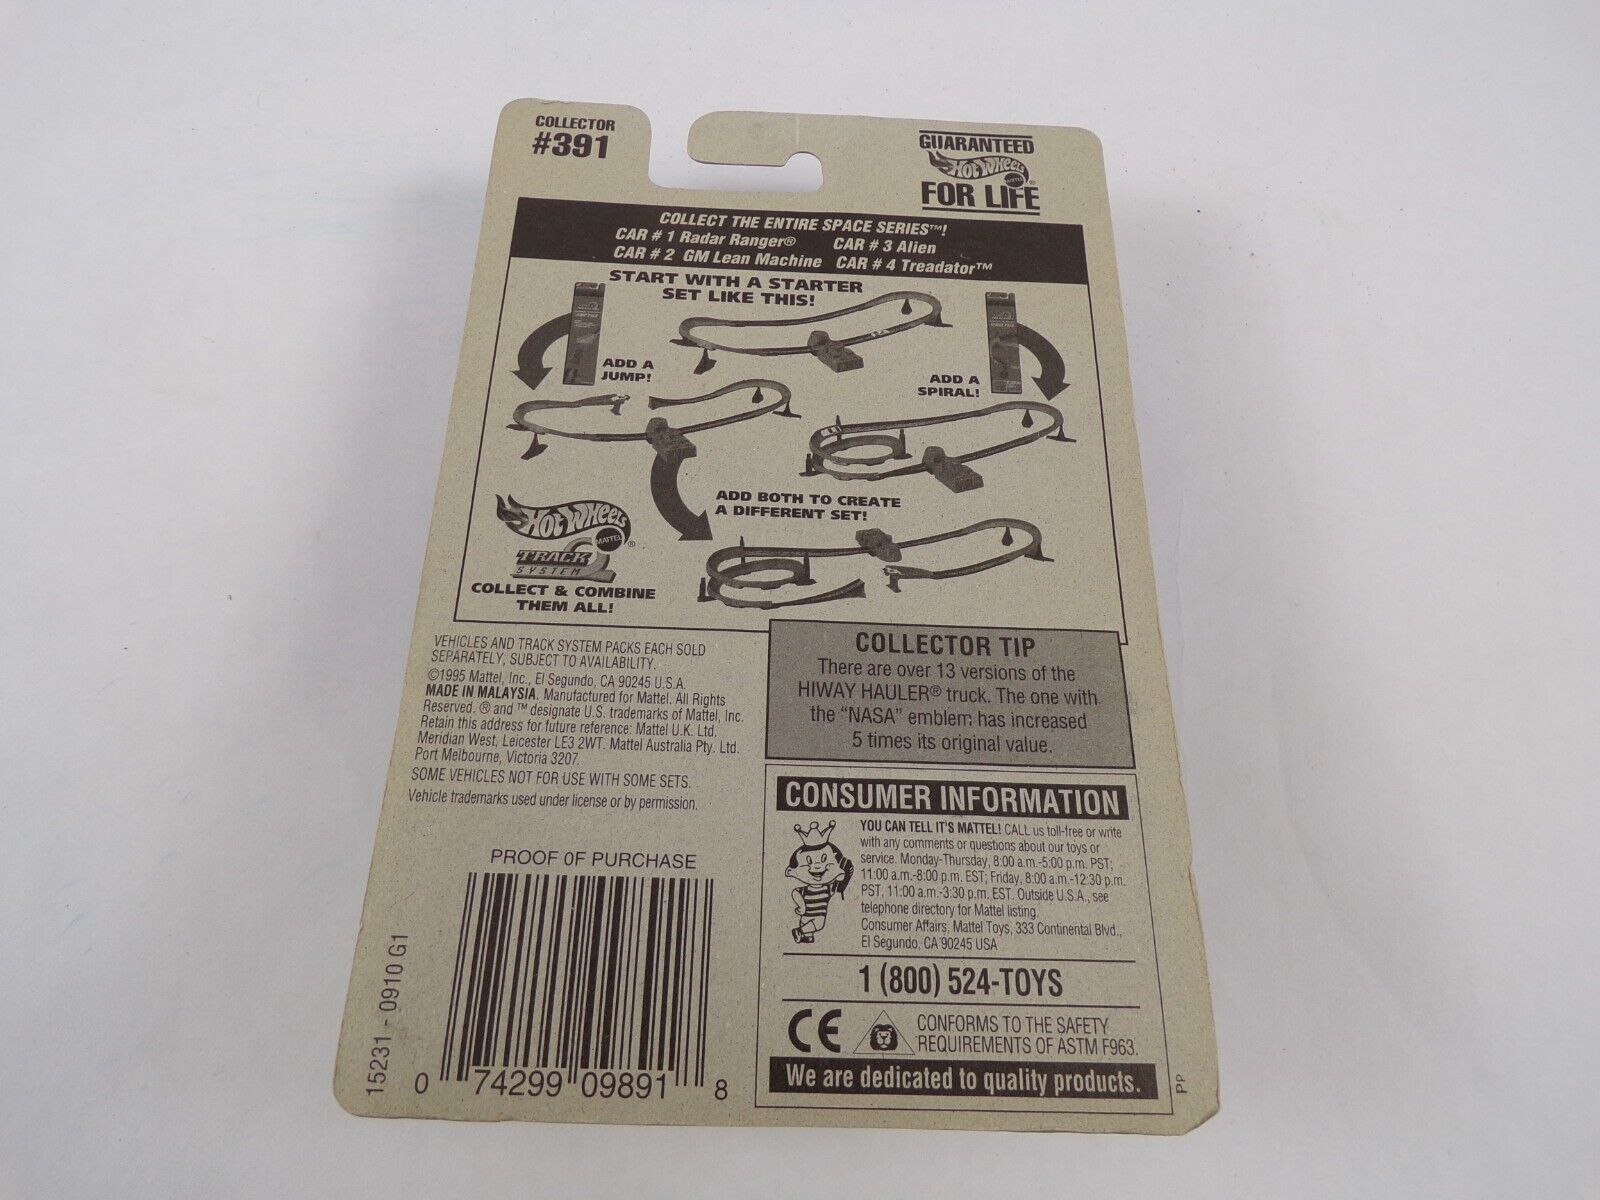 COLLECTOR
#391
GUARANTEED
HOT WHEELS
MATTEL
®
FOR LIFE
COLLECT THE ENTIRE SPACE SERIES™!
CAR # 1 Radar Ranger® CAR # 3 Alien
CAR # 2 GM Lean Machine CAR # 4 Treadator™
START WITH A STARTER
SET LIKE THIS!
ADD A
JUMP!
ADD A
SPIRAL!
ADD BOTH TO CREATE
A DIFFERENT SET!
HOT WHEELS
MATTEL
®
TRACK
SYSTEM
COLLECT & COMBINE
THEM ALL!
VEHICLES AND TRACK SYSTEM PACKS EACH SOLD
SEPARATELY, SUBJECT TO AVAILABILITY.
©1995 Mattel, Inc., El Segundo, CA 90245 U.S.A.
MADE IN MALAYSIA. Manufactured for Mattel. All Rights
Reserved. ® and ™ designate U.S. trademarks of Mattel, Inc.
Retain this address for future reference: Mattel U.K. Ltd.
Meridian West, Leicester LE3 2WT. Mattel Australia Pty. Ltd.
Port Melbourne, Victoria 3207.
SOME VEHICLES NOT FOR USE WITH SOME SETS.
Vehicle trademarks used under license or by permission.
COLLECTOR TIP
There are over 13 versions of the
HIWAY HAULER® truck. The one with
the "NASA" emblem has increased
5 times its original value.
CONSUMER INFORMATION
YOU CAN TELL IT'S MATTEL! CALL us toll-free or write
with any comments or questions about our toys or
service. Monday-Thursday, 8:00 a.m.-5:00 p.m. PST;
11:00 a.m.-8:00 p.m. EST; Friday, 8:00 a.m.-12:30 p.m.
PST, 11:00 a.m.-3:30 p.m. EST. Outside U.S.A., see
telephone directory for Mattel listing.
Consumer Affairs, Mattel Toys, 333 Continental Blvd.,
El Segundo, CA 90245 USA
1 (800) 524-TOYS
CE
CONFORMS TO THE SAFETY
REQUIREMENTS OF ASTM F963.
We are dedicated to quality products.
PP
PROOF OF PURCHASE
0 74299 09891 8
15231 - 0910 G1